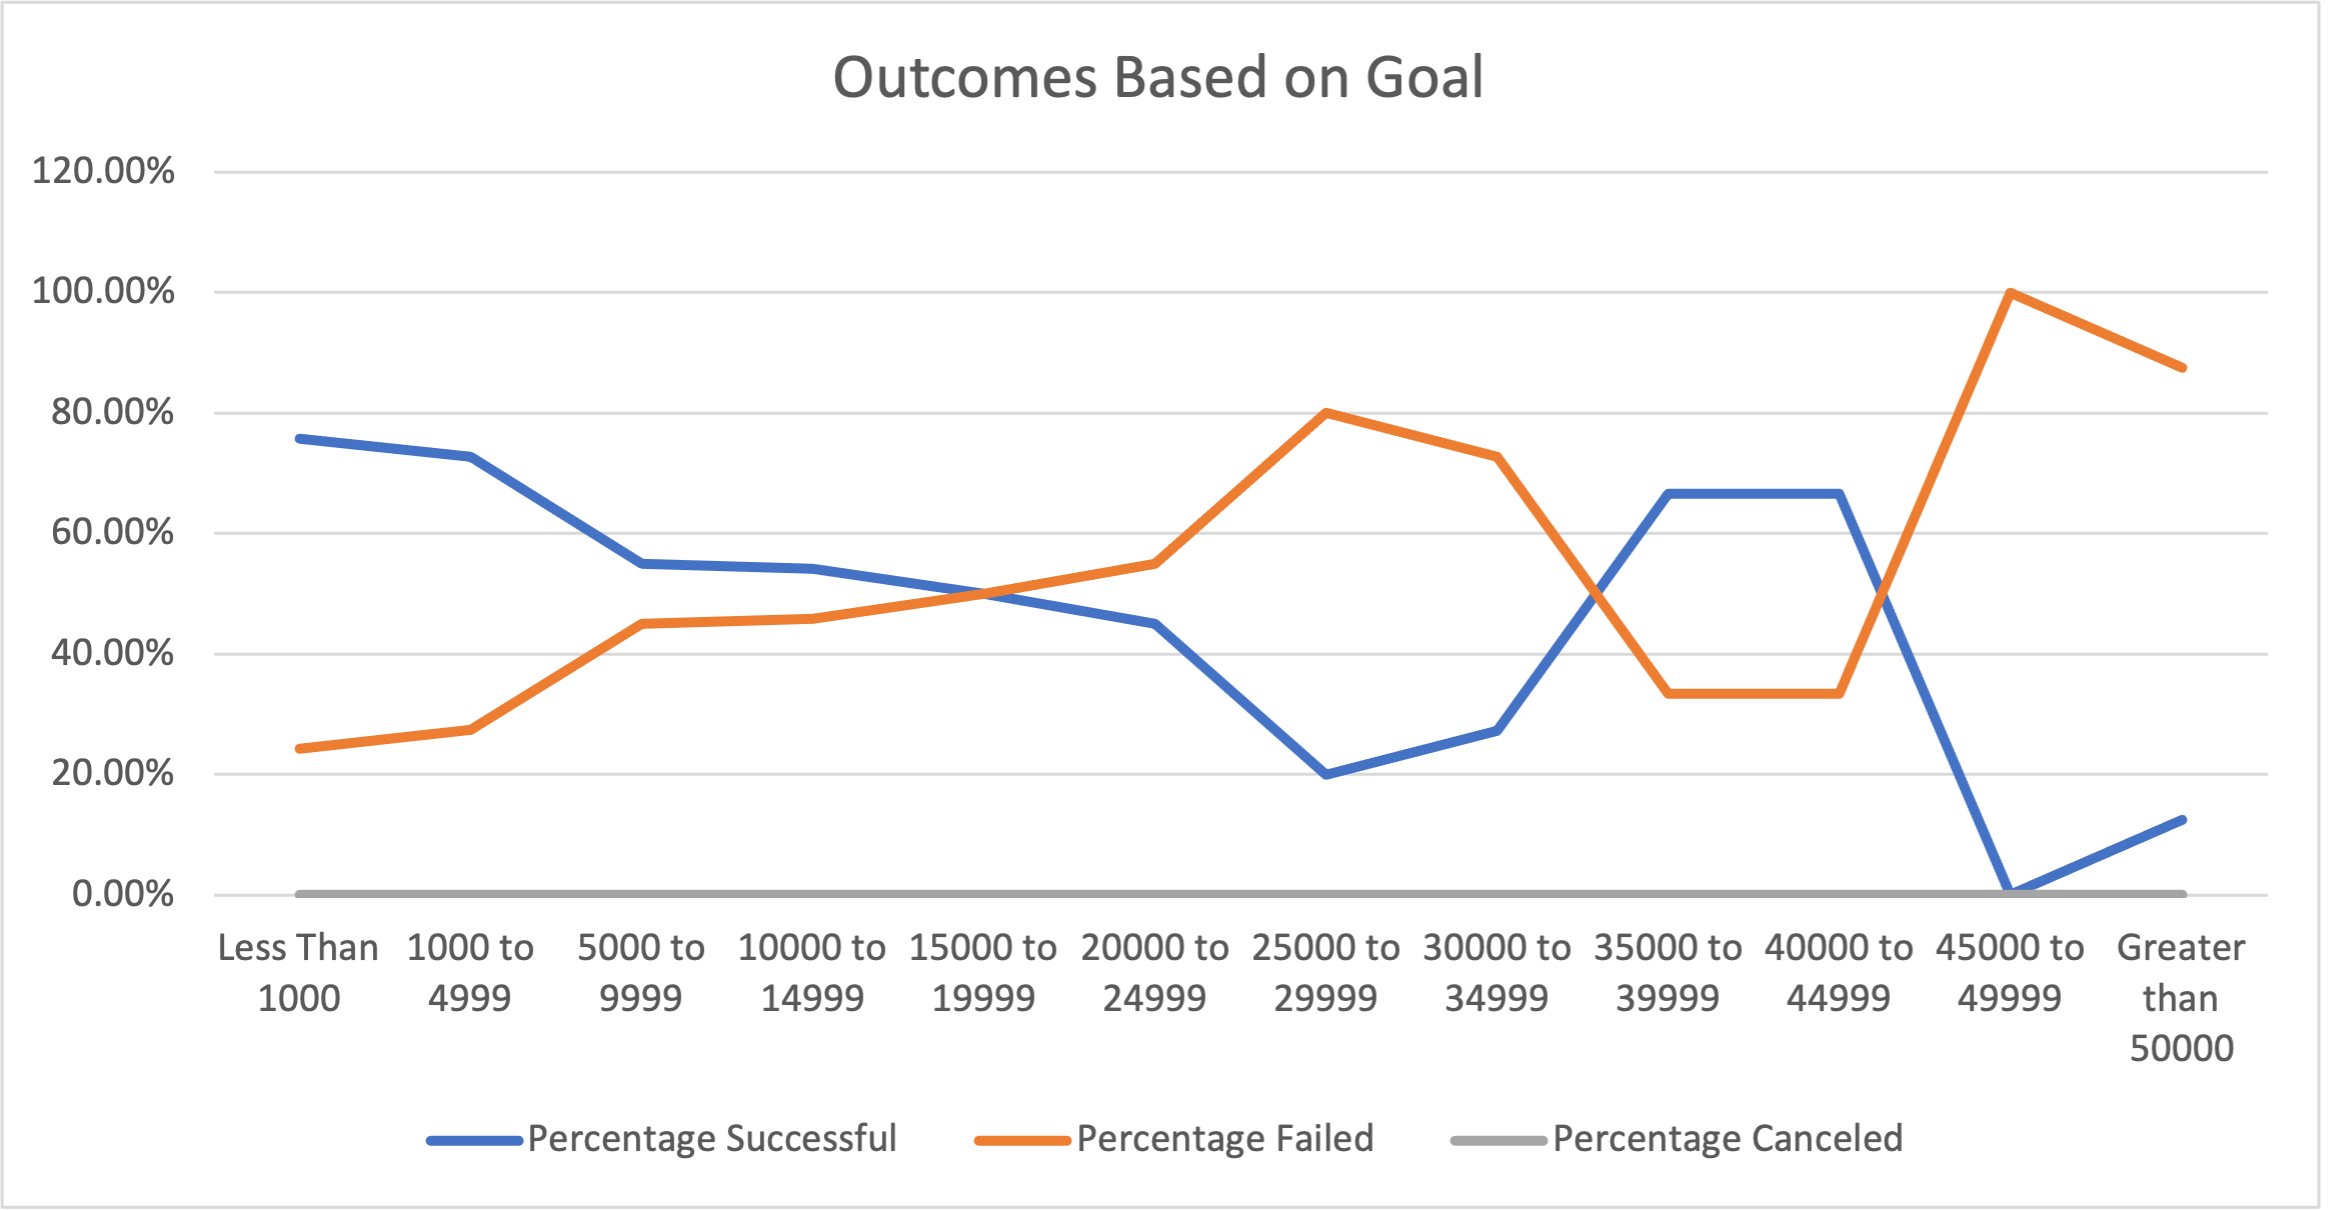 Outcomes Based on Goal
120.00%
100.00%
80.00%
60.00%
40.00%
20.00%
0.00%
Less Than
1000
1000 to
4999
5000 to
9999
10000 to
14999
15000 to
19999
20000 to
24999
25000 to
29999
30000 to
34999
35000 to
39999
40000 to
44999
45000 to
49999
Greater
than
50000
Percentage Successful
Percentage Failed
Percentage Canceled